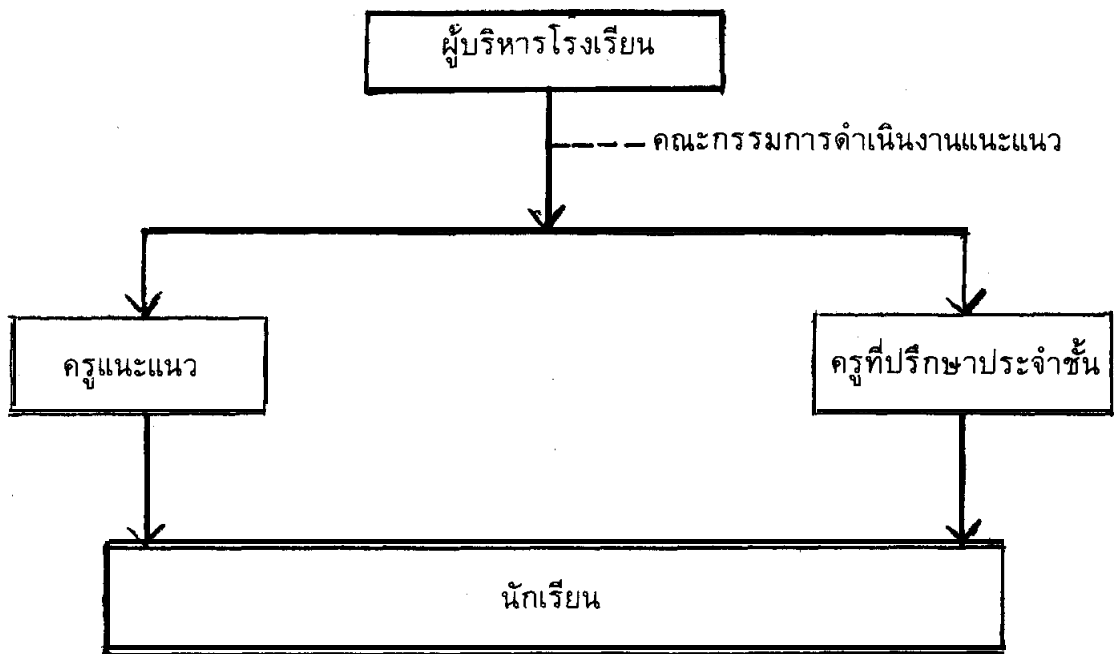 ผู้บริหารโรงเรียน
คณะกรรมการดำเนินงานแนะแนว
ครูแนะแนว
ครูที่ปรึกษาประจำชั้น
นักเรียน